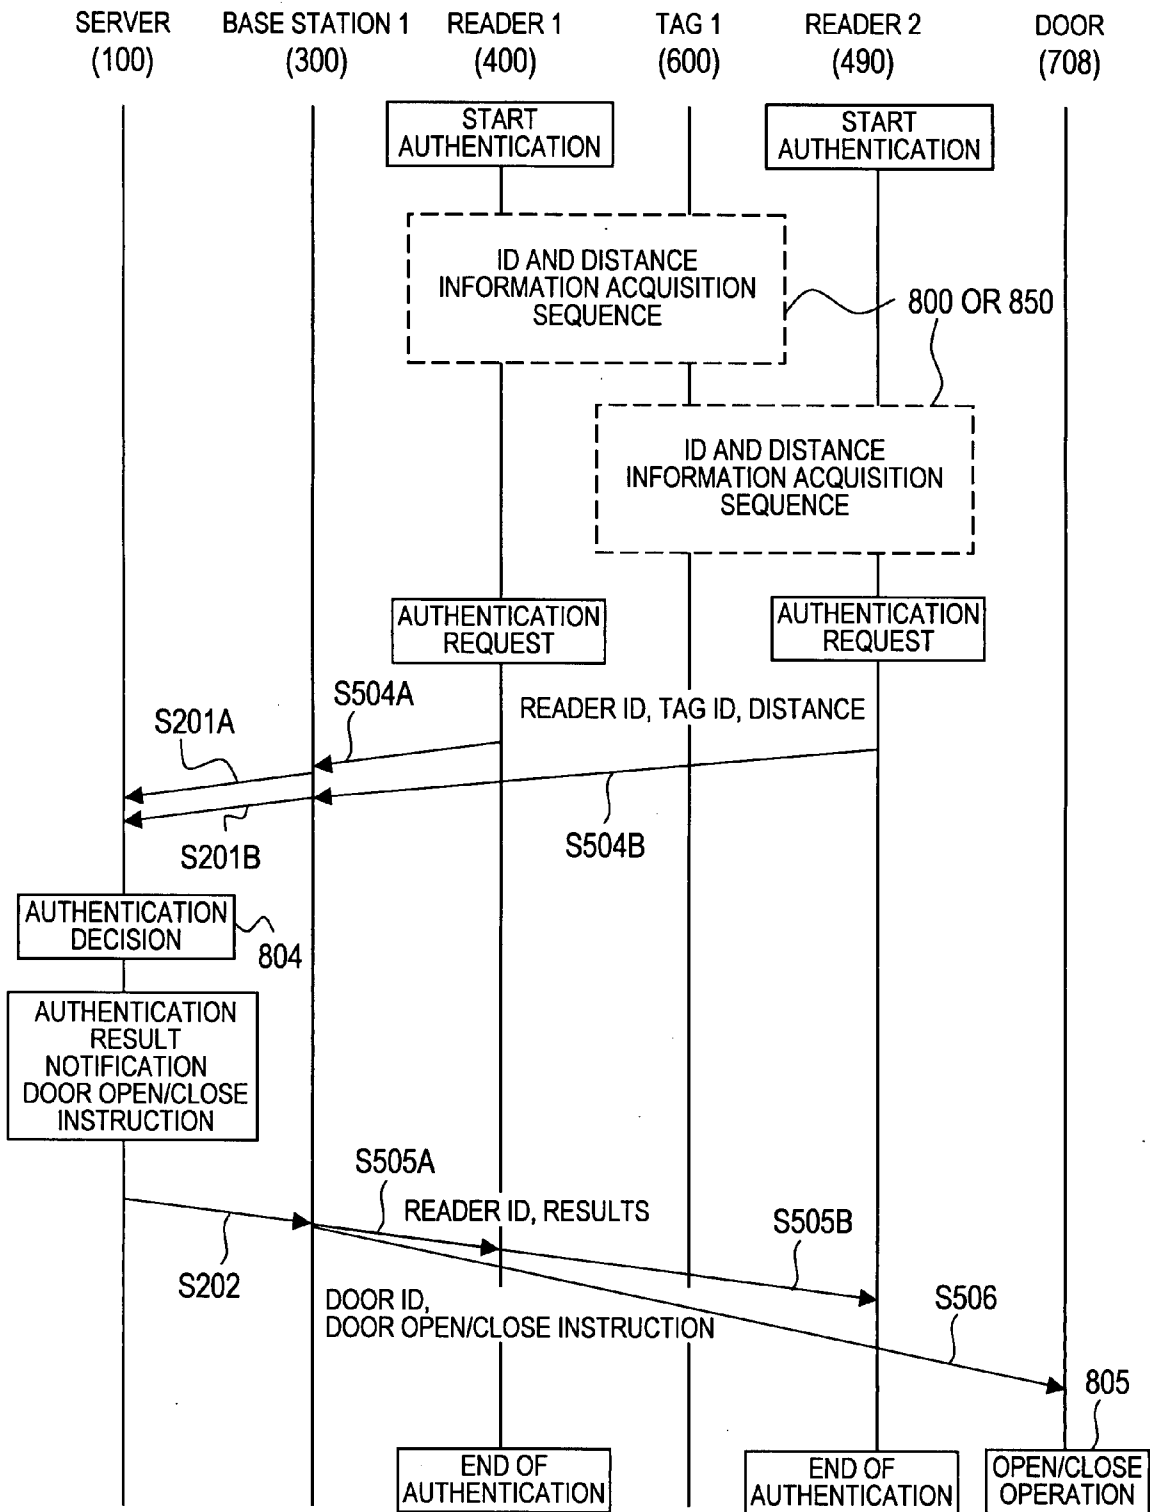 SERVER
(100)
BASE STATION 1
(300)
READER 1
(400)
TAG 1
(600)
READER 2
(490)
DOOR
(708)
START
AUTHENTICATION
START
AUTHENTICATION
ID AND DISTANCE
INFORMATION ACQUISITION
SEQUENCE
800 OR 850
ID AND DISTANCE
INFORMATION ACQUISITION
SEQUENCE
AUTHENTICATION
REQUEST
AUTHENTICATION
REQUEST
S504A
READER ID, TAG ID, DISTANCE
S201A
S201B
S504B
AUTHENTICATION
DECISION
804
AUTHENTICATION
RESULT
NOTIFICATION
DOOR OPEN/CLOSE
INSTRUCTION
S505A
READER ID, RESULTS
S505B
S202
DOOR ID,
DOOR OPEN/CLOSE INSTRUCTION
S506
805
END OF
AUTHENTICATION
END OF
AUTHENTICATION
OPEN/CLOSE
OPERATION